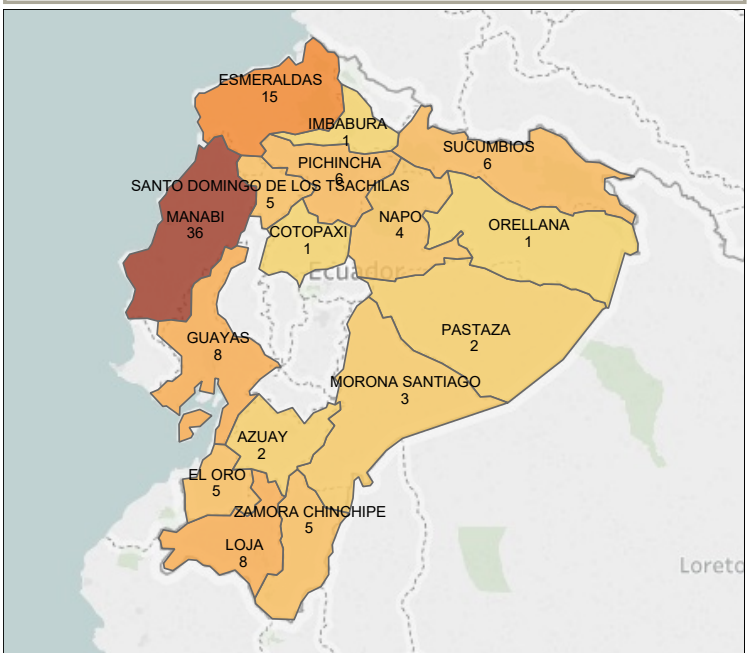 ESMERALDAS
15
IMBABURA
1
SUCUMBIOS
6
PICHINCHA
6
SANTO DOMINGO DE LOS TSACHILAS
5
MANABI
36
NAPO
4
ORELLANA
1
COTOPAXI
1
Ecuador
PASTAZA
2
GUAYAS
8
MORONA SANTIAGO
3
AZUAY
2
EL ORO
5
ZAMORA CHINCHIPE
5
LOJA
8
Loreto